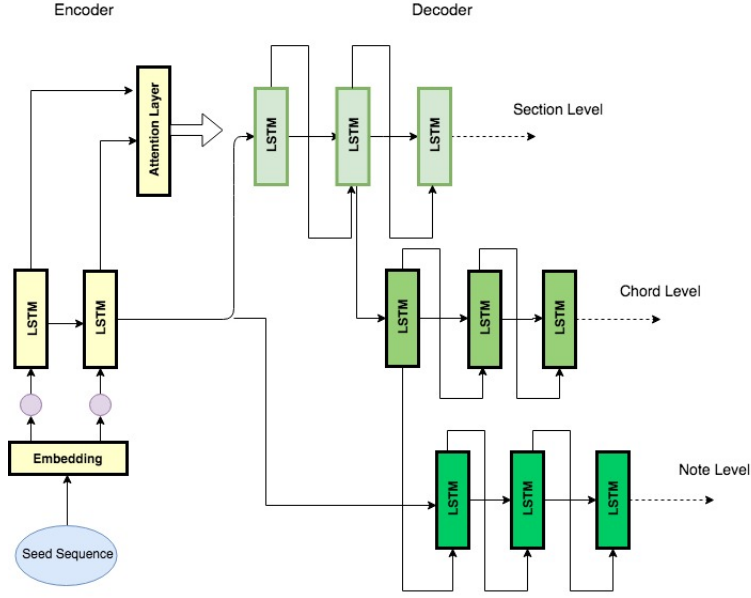 Encoder
Decoder
Attention Layer
LSTM
LSTM
LSTM
Section Level
LSTM
LSTM
LSTM
LSTM
LSTM
Chord Level
Embedding
LSTM
LSTM
LSTM
Note Level
Seed Sequence